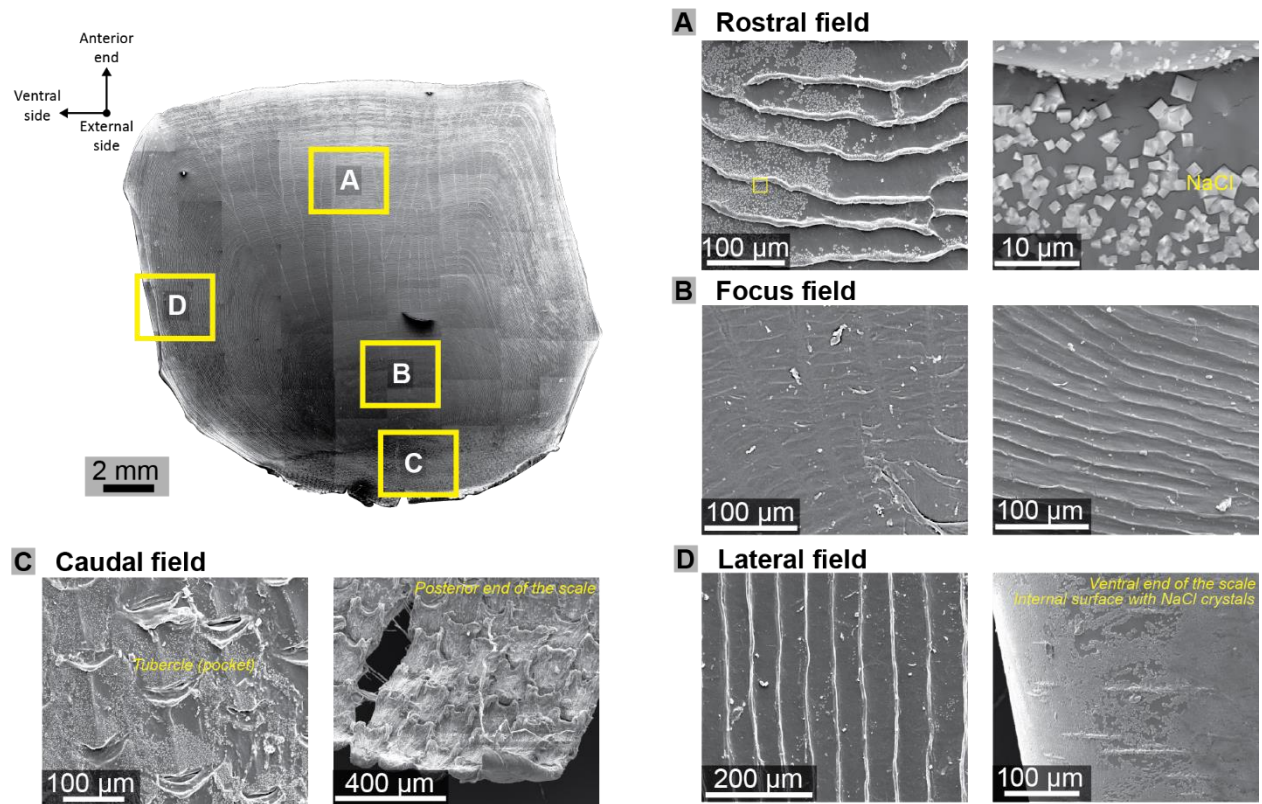 Anterior
end
Ventral
side
External
side
A
D
B
C
2 mm
A Rostral field
100 µm
NaCl
10 µm
B Focus field
100 µm
100 µm
C Caudal field
Tubercle (pocket)
100 µm
Posterior end of the scale
400 µm
D Lateral field
200 µm
Ventral end of the scale
Internal surface with NaCl crystals
100 µm